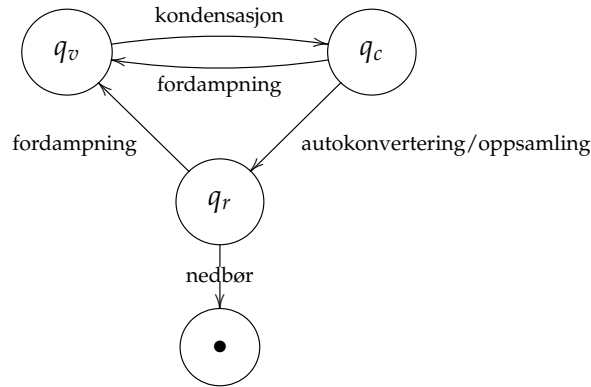 kondensasjon
q_v
q_c
fordampning
fordampning
autokonvertering/oppsamling
q_r
nedbør